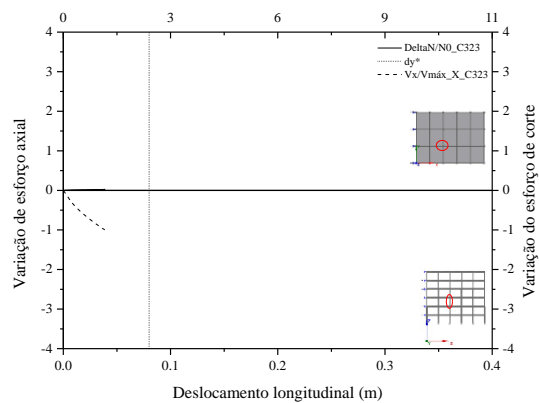 0 3 6 8 11
4 4
DeltaN/N0_C323
dy*
Vx/Vmáx_X_C323
3 3
2 2
1 1
0 0
-1 -1
-2 -2
-3 -3
-4 -4
Variação de esforço axial
Variação do esforço de corte
0.0 0.1 0.2 0.3 0.4
Deslocamento longitudinal (m)